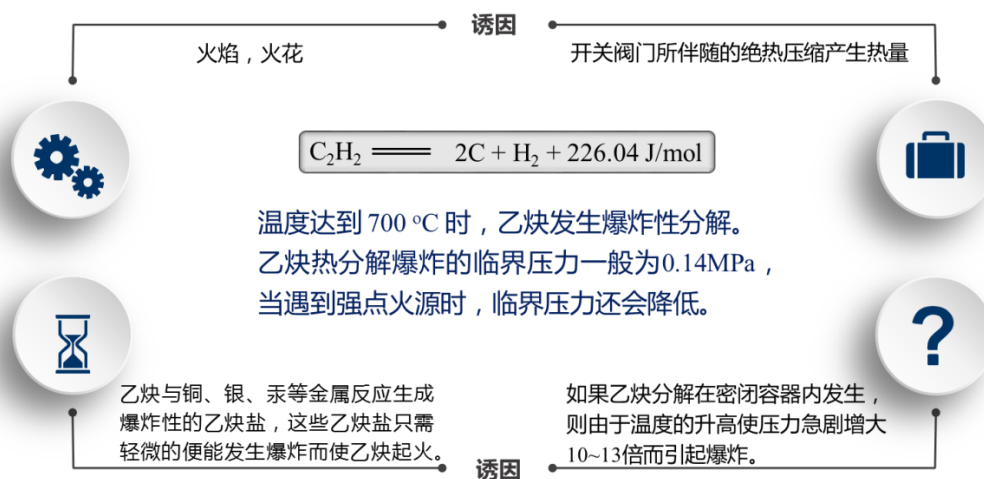 诱因
火焰，火花
开关阀门所伴随的绝热压缩产生热量
C₂H₂ ══ 2C + H₂ + 226.04 J/mol
温度达到 700 ºC 时，乙炔发生爆炸性分解。
乙炔热分解爆炸的临界压力一般为0.14MPa，
当遇到强点火源时，临界压力还会降低。
?
乙炔与铜、银、汞等金属反应生成
爆炸性的乙炔盐，这些乙炔盐只需
轻微的便能发生爆炸而使乙炔起火。
如果乙炔分解在密闭容器内发生，
则由于温度的升高使压力急剧增大
10~13倍而引起爆炸。
诱因